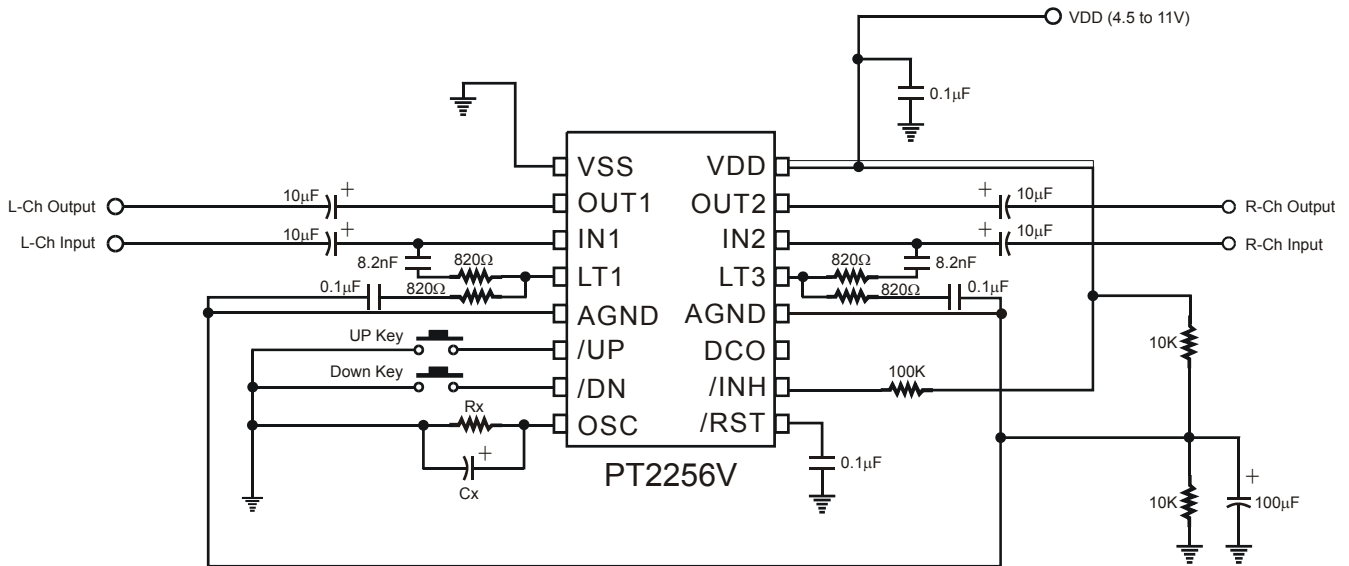 VDD (4.5 to 11V)
0.1µF
VSS
VDD
L-Ch Output
10µF
+
OUT1
OUT2
+
10µF
R-Ch Output
L-Ch Input
10µF
+
IN1
IN2
+
10µF
R-Ch Input
8.2nF
820Ω
LT1
LT3
820Ω
8.2nF
0.1µF
820Ω
820Ω
0.1µF
AGND
AGND
UP Key
/UP
DCO
10K
Down Key
/DN
/INH
100K
Rx
OSC
/RST
+
Cx
0.1µF
PT2256V
10K
+
100µF